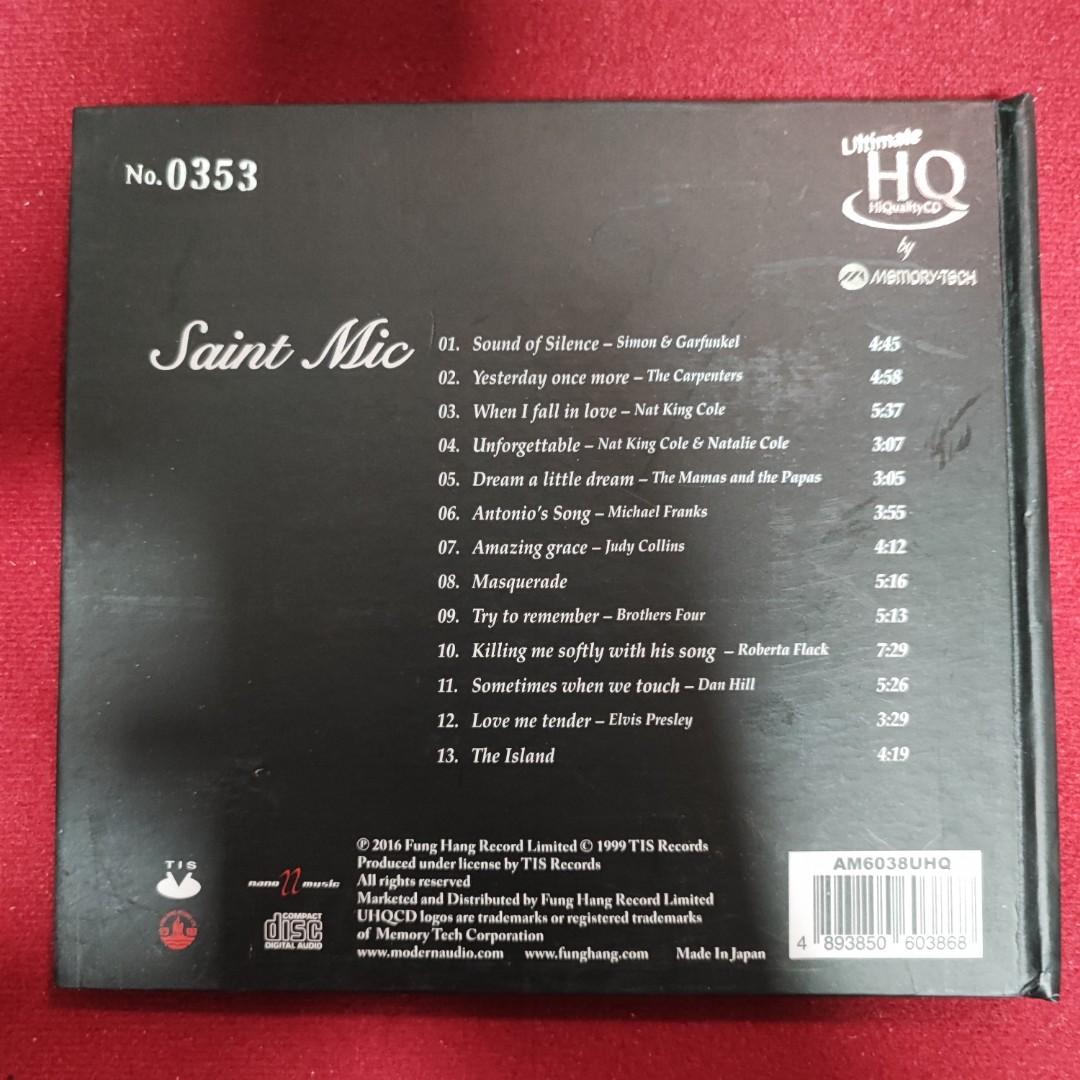 No. 0353
Ultimate
HQ
HiQualityCD
by
MEMORY-TECH
Saint Mic
01. Sound of Silence – Simon & Garfunkel 4:45
02. Yesterday once more – The Carpenters 4:58
03. When I fall in love – Nat King Cole 5:37
04. Unforgettable – Nat King Cole & Natalie Cole 3:07
05. Dream a little dream – The Mamas and the Papas 3:05
06. Antonio's Song – Michael Franks 3:55
07. Amazing grace – Judy Collins 4:12
08. Masquerade 5:16
09. Try to remember – Brothers Four 5:13
10. Killing me softly with his song – Roberta Flack 7:29
11. Sometimes when we touch – Dan Hill 5:26
12. Love me tender – Elvis Presley 3:29
13. The Island 4:19
TIS
nano music
COMPACT
disc
DIGITAL AUDIO
℗ 2016 Fung Hang Record Limited © 1999 TIS Records
Produced under license by TIS Records
All rights reserved
Marketed and Distributed by Fung Hang Record Limited
UHQCD logos are trademarks or registered trademarks
of Memory Tech Corporation
www.modernaudio.com www.funghang.com Made In Japan
AM6038UHQ
4 893850 603868